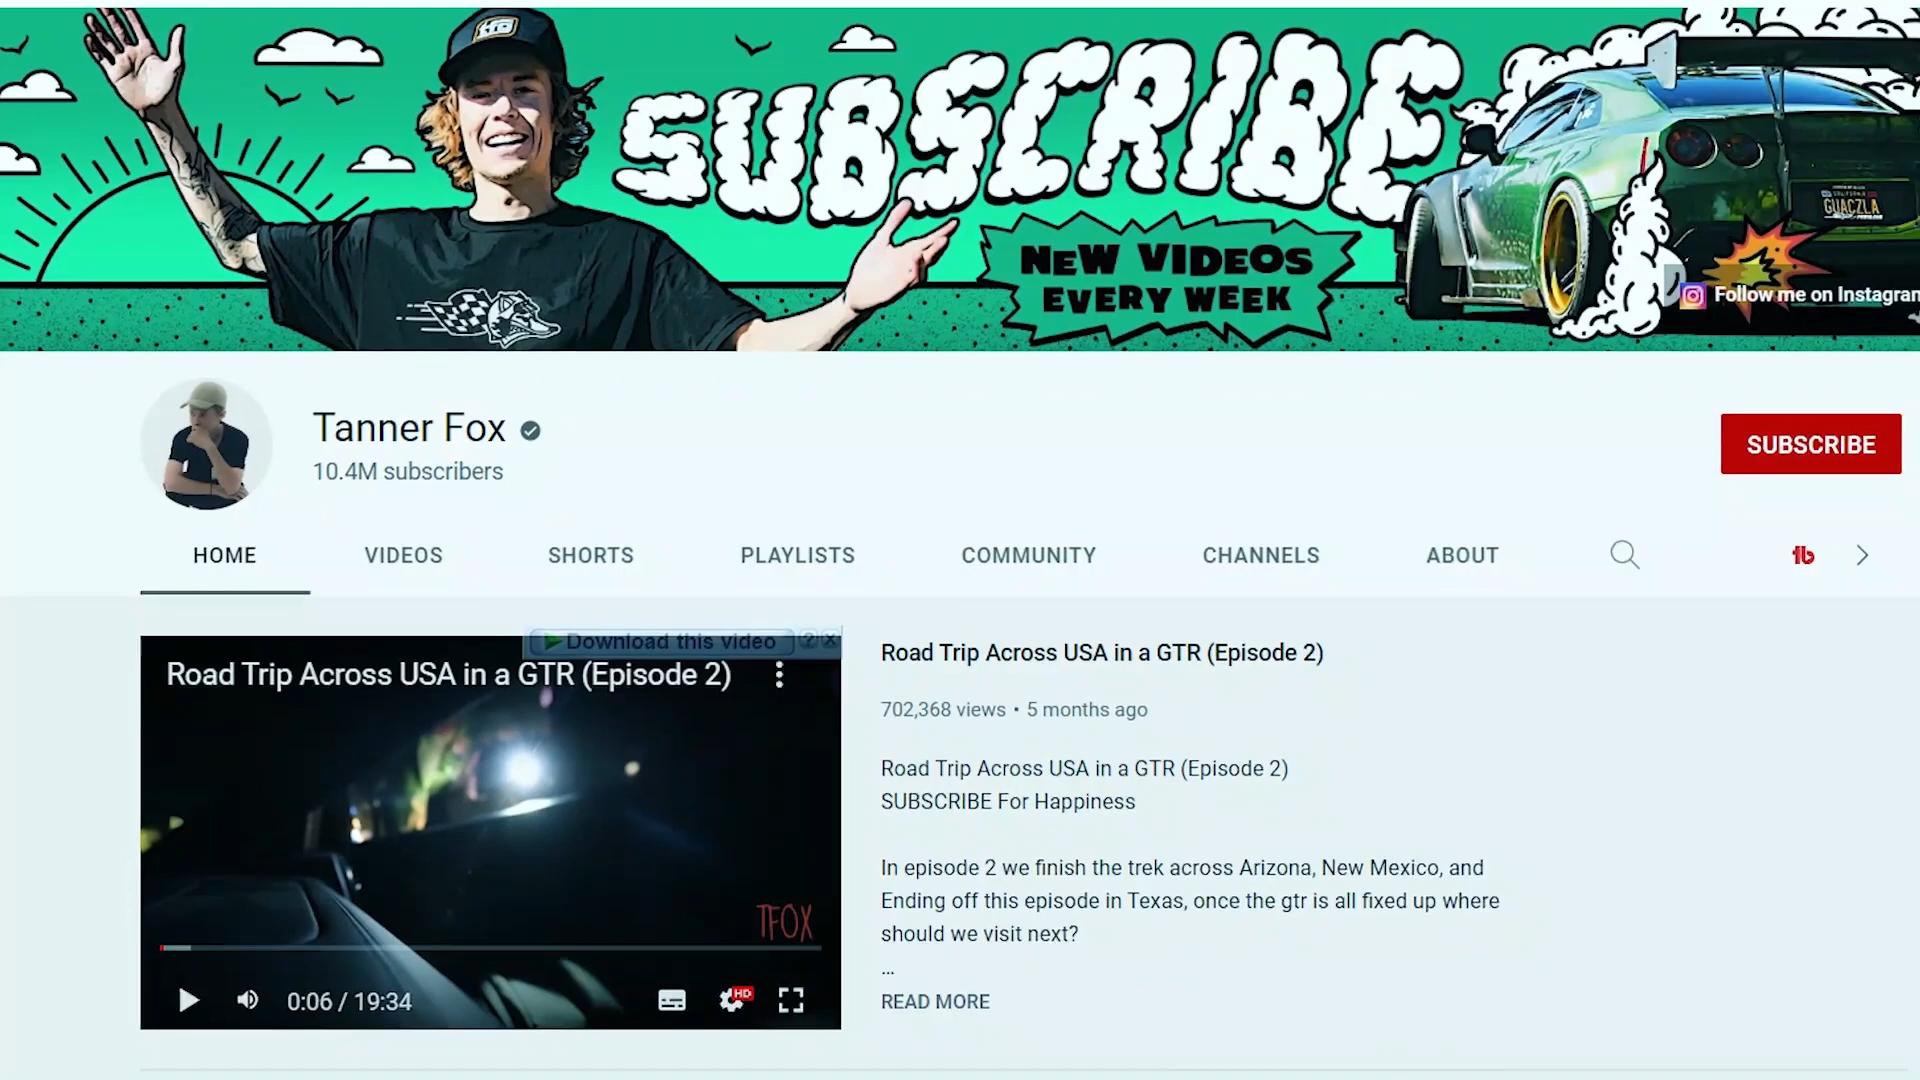 tfa
SUBSCRIBE
NEW VIDEOS
EVERY WEEK
GUACZLA
Follow me on Instagram
Tanner Fox
10.4M subscribers
SUBSCRIBE
HOME VIDEOS SHORTS PLAYLISTS COMMUNITY CHANNELS ABOUT
Download this video ? x
Road Trip Across USA in a GTR (Episode 2)
TFOX
0:06 / 19:34
HD
Road Trip Across USA in a GTR (Episode 2)
702,368 views • 5 months ago
Road Trip Across USA in a GTR (Episode 2)
SUBSCRIBE For Happiness
In episode 2 we finish the trek across Arizona, New Mexico, and
Ending off this episode in Texas, once the gtr is all fixed up where
should we visit next?
...
READ MORE